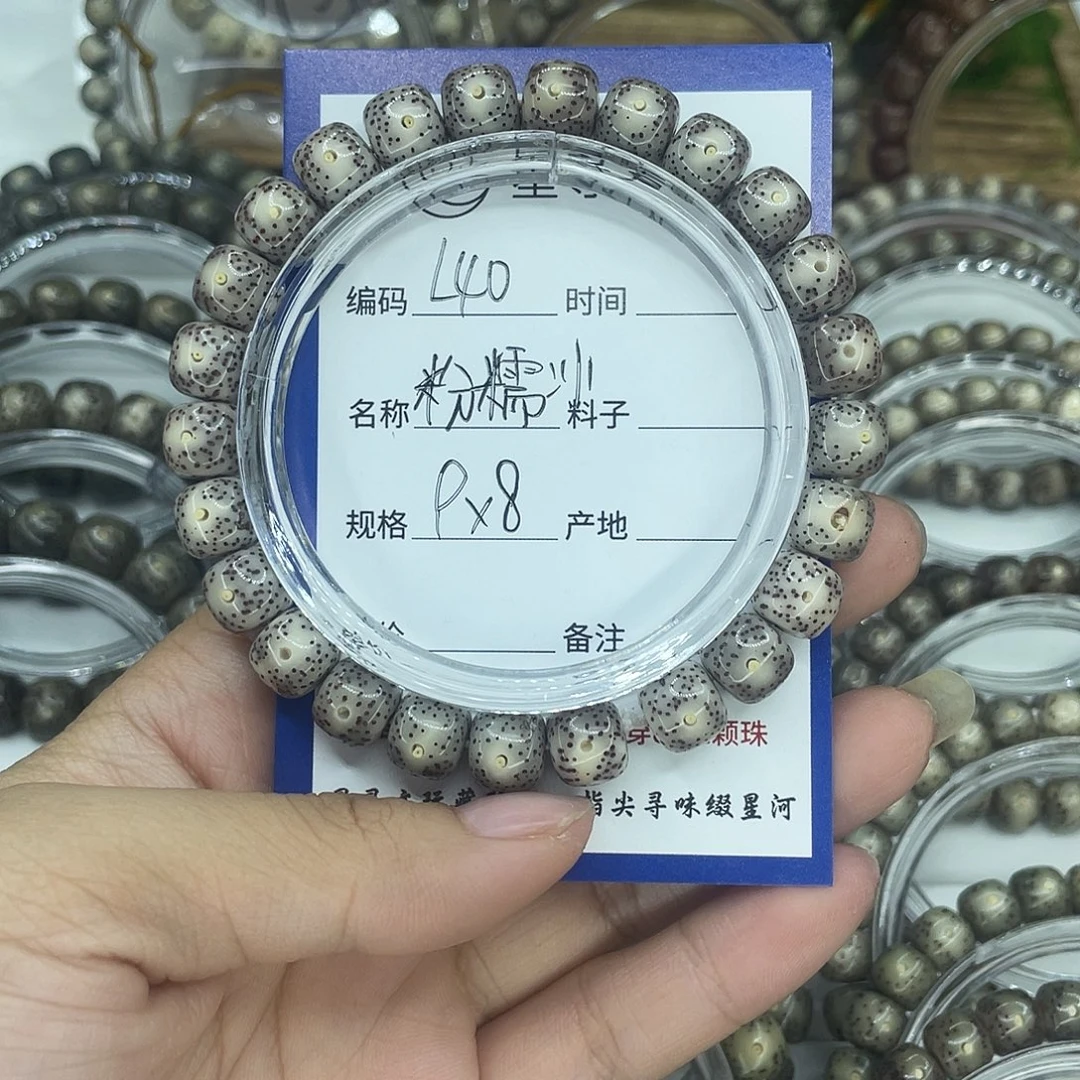 编码 L40 时间
名称 粉糯 料子
规格 9x8 产地
备注
颗珠
指尖寻味缀星河